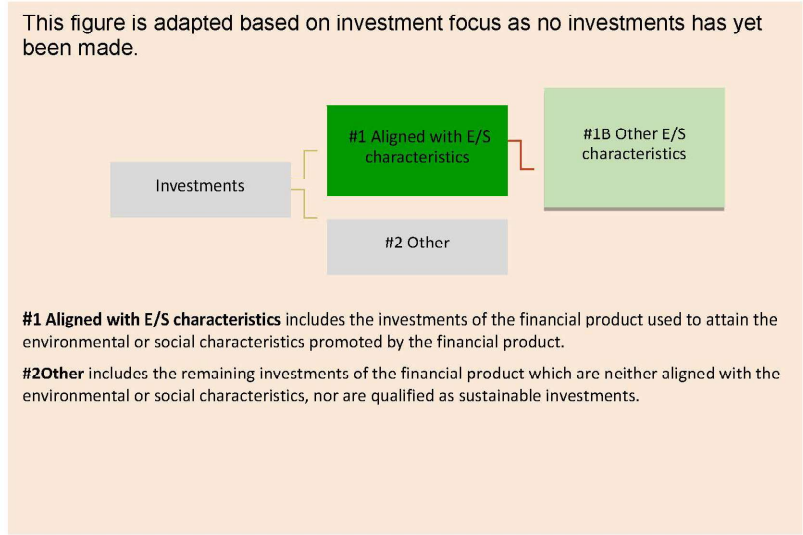 This figure is adapted based on investment focus as no investments has yet
been made.
#1 Aligned with E/S
characteristics
#1B Other E/S
characteristics
Investments
#2 Other
#1 Aligned with E/S characteristics includes the investments of the financial product used to attain the
environmental or social characteristics promoted by the financial product.
#2Other includes the remaining investments of the financial product which are neither aligned with the
environmental or social characteristics, nor are qualified as sustainable investments.